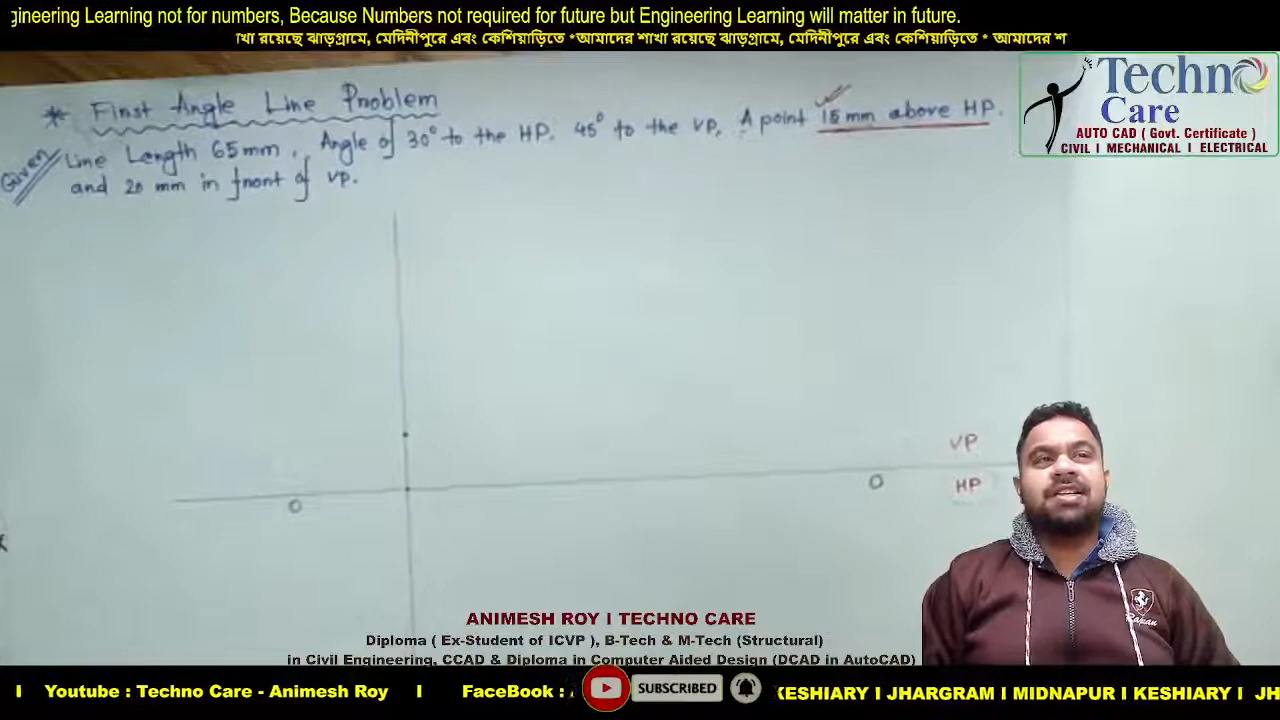 gineering Learning not for numbers, Because Numbers not required for future but Engineering Learning will matter in future.
খা রয়েছে ঝাড়গ্রামে, মেদিনীপুরে এবং কেশিয়াড়িতে *আমাদের শাখা রয়েছে ঝাড়গ্রামে, মেদিনীপুরে এবং কেশিয়াড়িতে * আমাদের শ
Techno
Care
AUTO CAD ( Govt. Certificate )
CIVIL I MECHANICAL I ELECTRICAL
* First Angle Line Problem
Given Line Length 65mm, Angle of 30° to the HP. 45° to the VP, A point 15mm above HP.
and 20 mm in front of VP.
VP
O O HP
ANIMESH ROY I TECHNO CARE
Diploma ( Ex-Student of ICVP ), B-Tech & M-Tech (Structural)
in Civil Engineering, CCAD & Diploma in Computer Aided Design (DCAD in AutoCAD)
I Youtube : Techno Care - Animesh Roy I FaceBook : SUBSCRIBED KESHIARY I JHARGRAM I MIDNAPUR I KESHIARY I JH